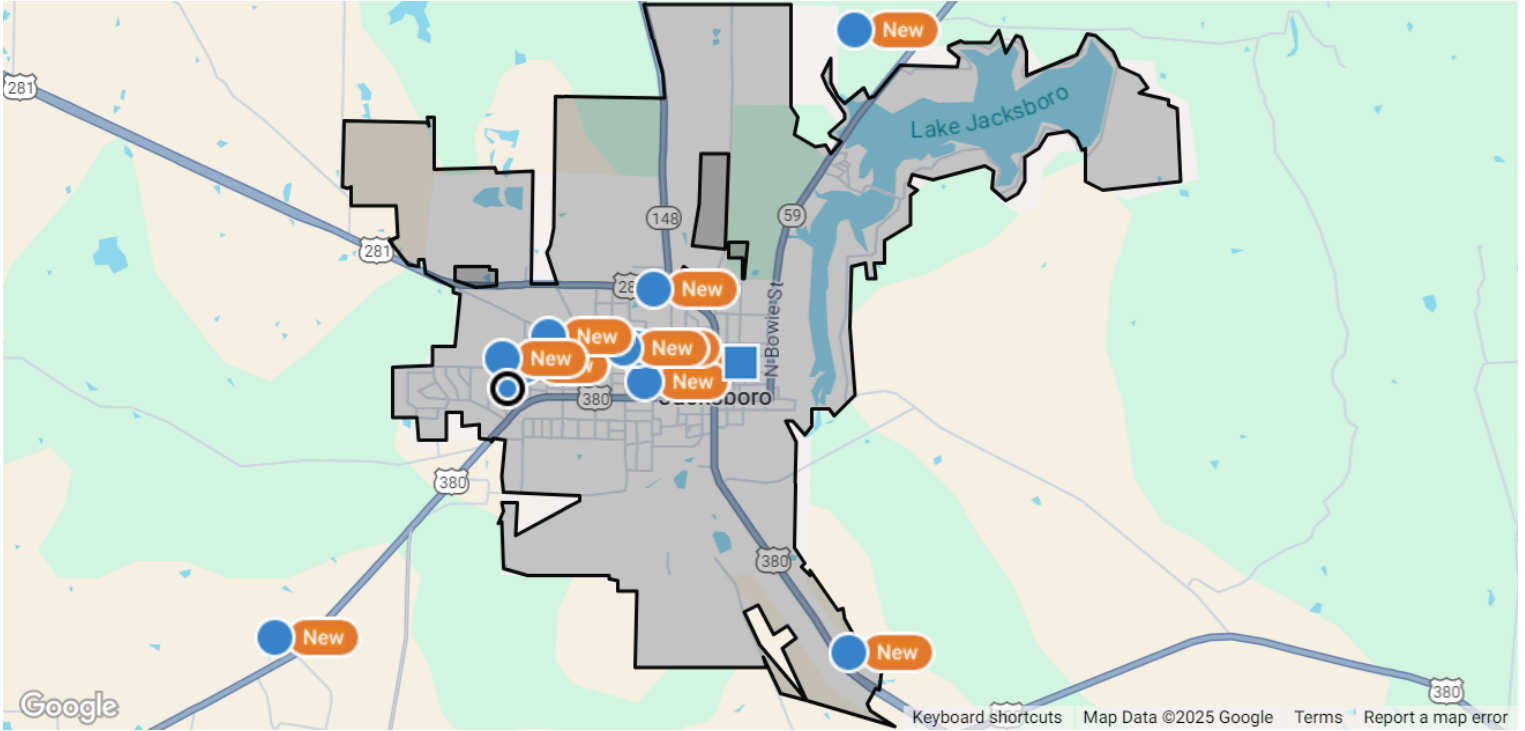 New
281
Lake Jacksboro
148
59
281
28
New
N Bowie St
New
New
New
New
380
Jacksboro
380
380
New
New
380
Google
Keyboard shortcuts
Map Data ©2025 Google
Terms
Report a map error